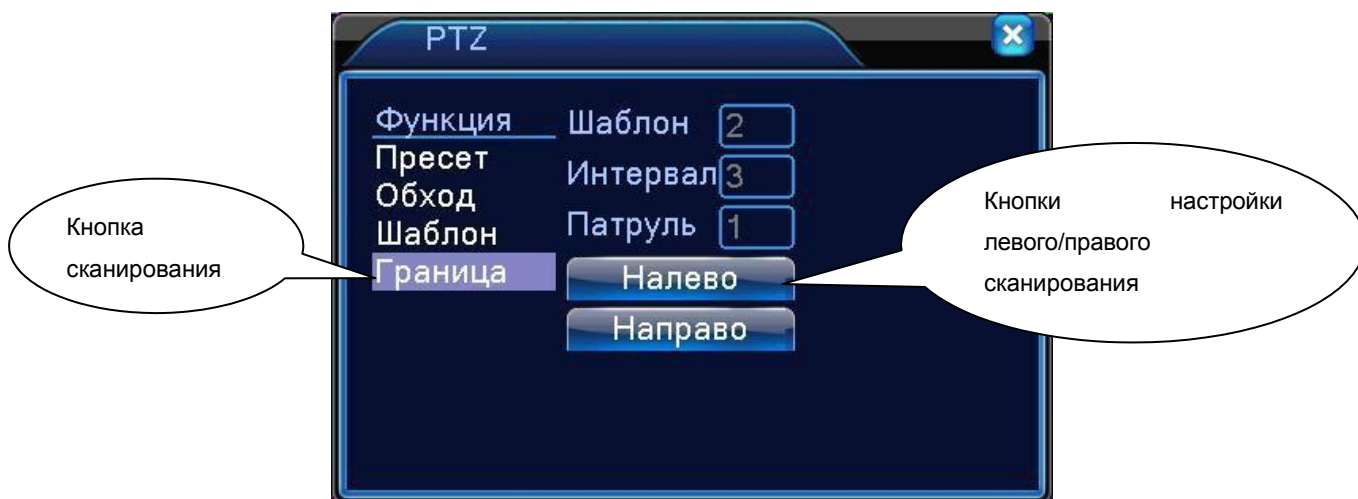 PTZ
Функция
Пресет
Обход
Шаблон
Граница
Шаблон 2
Интервал 3
Патруль 1
Налево
Направо
Кнопка
сканирования
Кнопки настройки
левого/правого
сканирования